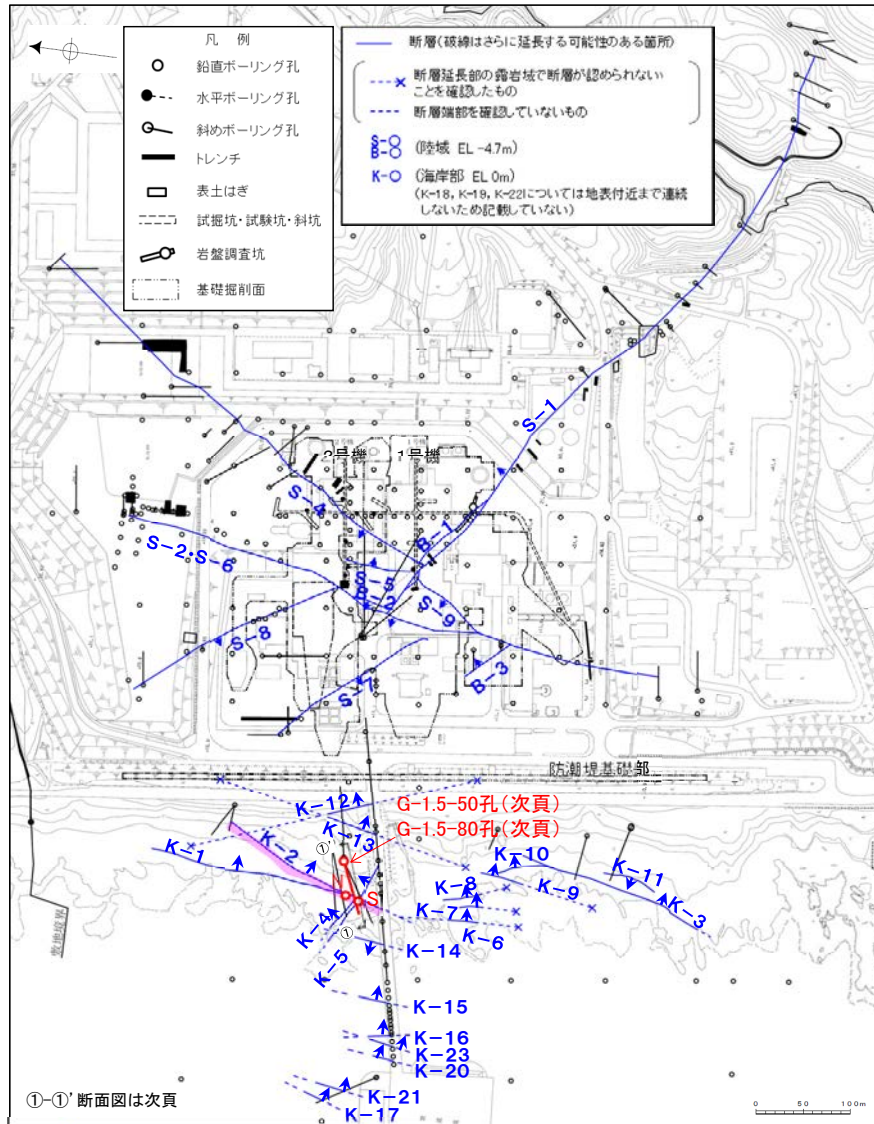 凡 例
鉛直ボーリング孔
水平ボーリング孔
斜めボーリング孔
トレンチ
表土はぎ
試掘坑・試験坑・斜坑
岩盤調査坑
基礎掘削面
断層(破線はさらに延長する可能性のある箇所)
断層延長部の露岩域で断層が認められない
ことを確認したもの
断層端部を確認していないもの
S-○
B-○
(陸域 EL -4.7m)
K-○
(海岸部 EL 0m)
(K-18, K-19, K-22については地表付近まで連続
しないため記載していない)
S-1
2号機
1号機
S-4
B-1
S-2・S-6
S-5
B-2
S-9
S-8
S-7
B-3
防潮堤基礎部
K-12
G-1.5-50孔(次頁)
G-1.5-80孔(次頁)
K-13
①'
K-1
K-2
K-10
K-11
K-8
K-9
S
K-7
K-3
K-4
①
K-6
K-5
K-14
敷地境界
K-15
K-16
K-23
K-20
K-21
K-17
①-①' 断面図は次頁
0 50 100m